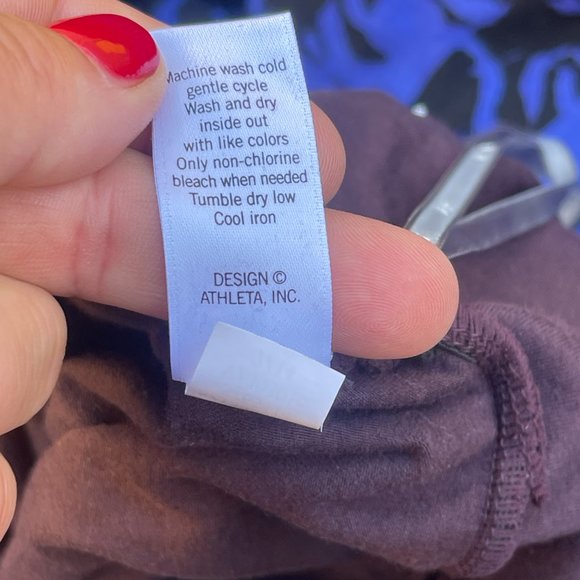 Machine wash cold
gentle cycle
Wash and dry
inside out
with like colors
Only non-chlorine
bleach when needed
Tumble dry low
Cool iron
DESIGN ©
ATHLETA, INC.